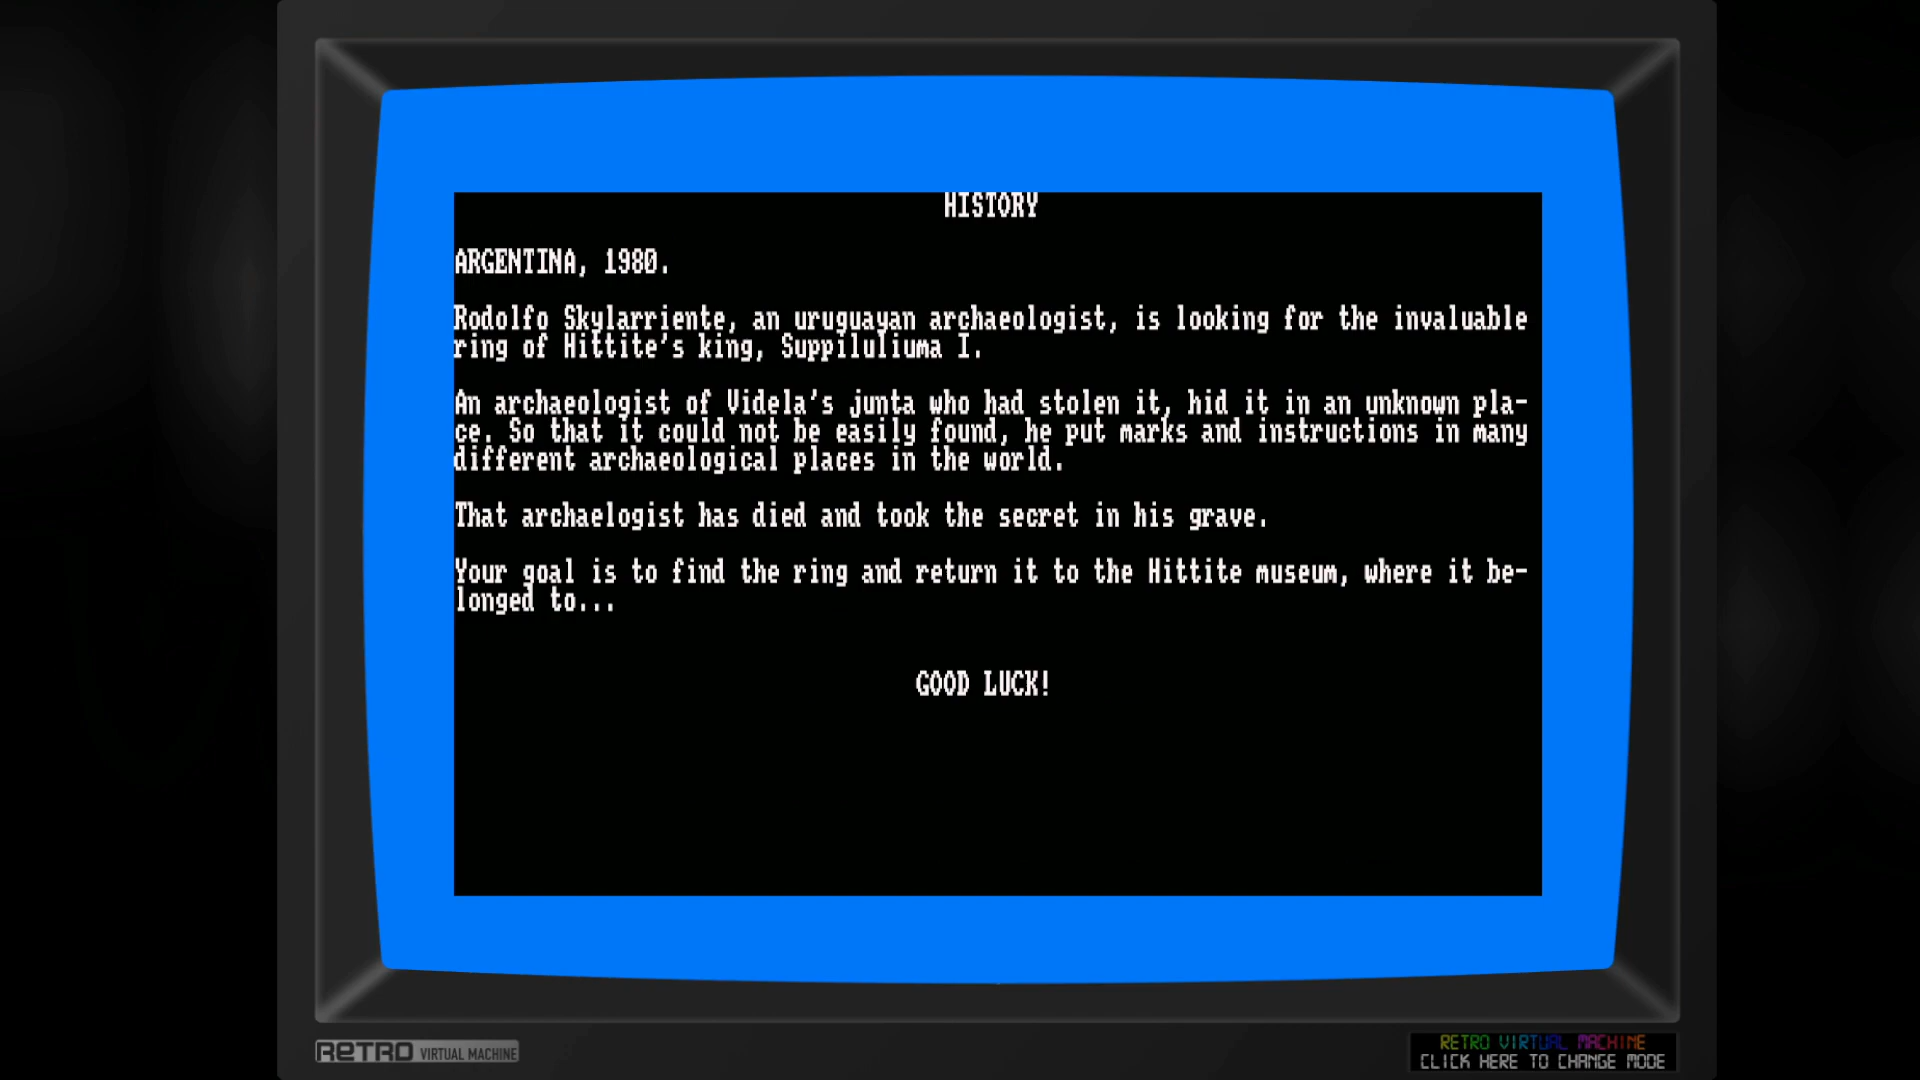 HISTORY
ARGENTINA, 1980.
Rodolfo Skylarriente, an uruguayan archaeologist, is looking for the invaluable
ring of Hittite's king, Suppiluliuma I.
An archaeologist of Videla's junta who had stolen it, hid it in an unknown pla-
ce. So that it could not be easily found, he put marks and instructions in many
different archaeological places in the world.
That archaelogist has died and took the secret in his grave.
Your goal is to find the ring and return it to the Hittite museum, where it be-
longed to...
GOOD LUCK!
RETRO VIRTUAL MACHINE
RETRO VIRTUAL MACHINE
CLICK HERE TO CHANGE MODE